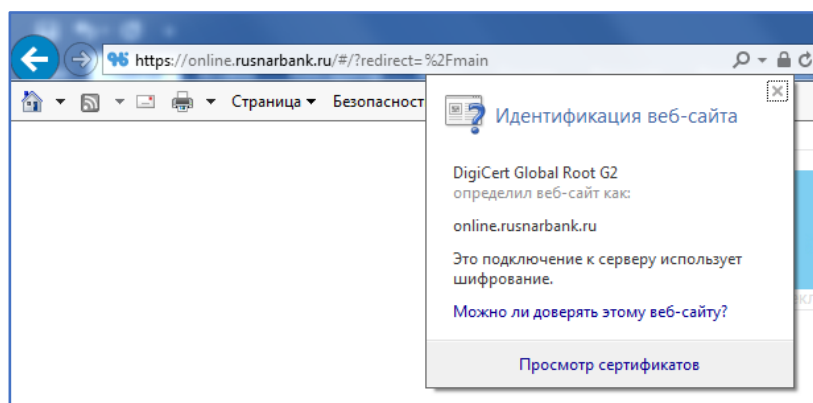 https://online.rusnarbank.ru/#/?redirect=%2Fmain
Страница Безопасност
Идентификация веб-сайта
DigiCert Global Root G2
определил веб-сайт как:
online.rusnarbank.ru
Это подключение к серверу использует
шифрование.
Можно ли доверять этому веб-сайту?
Просмотр сертификатов